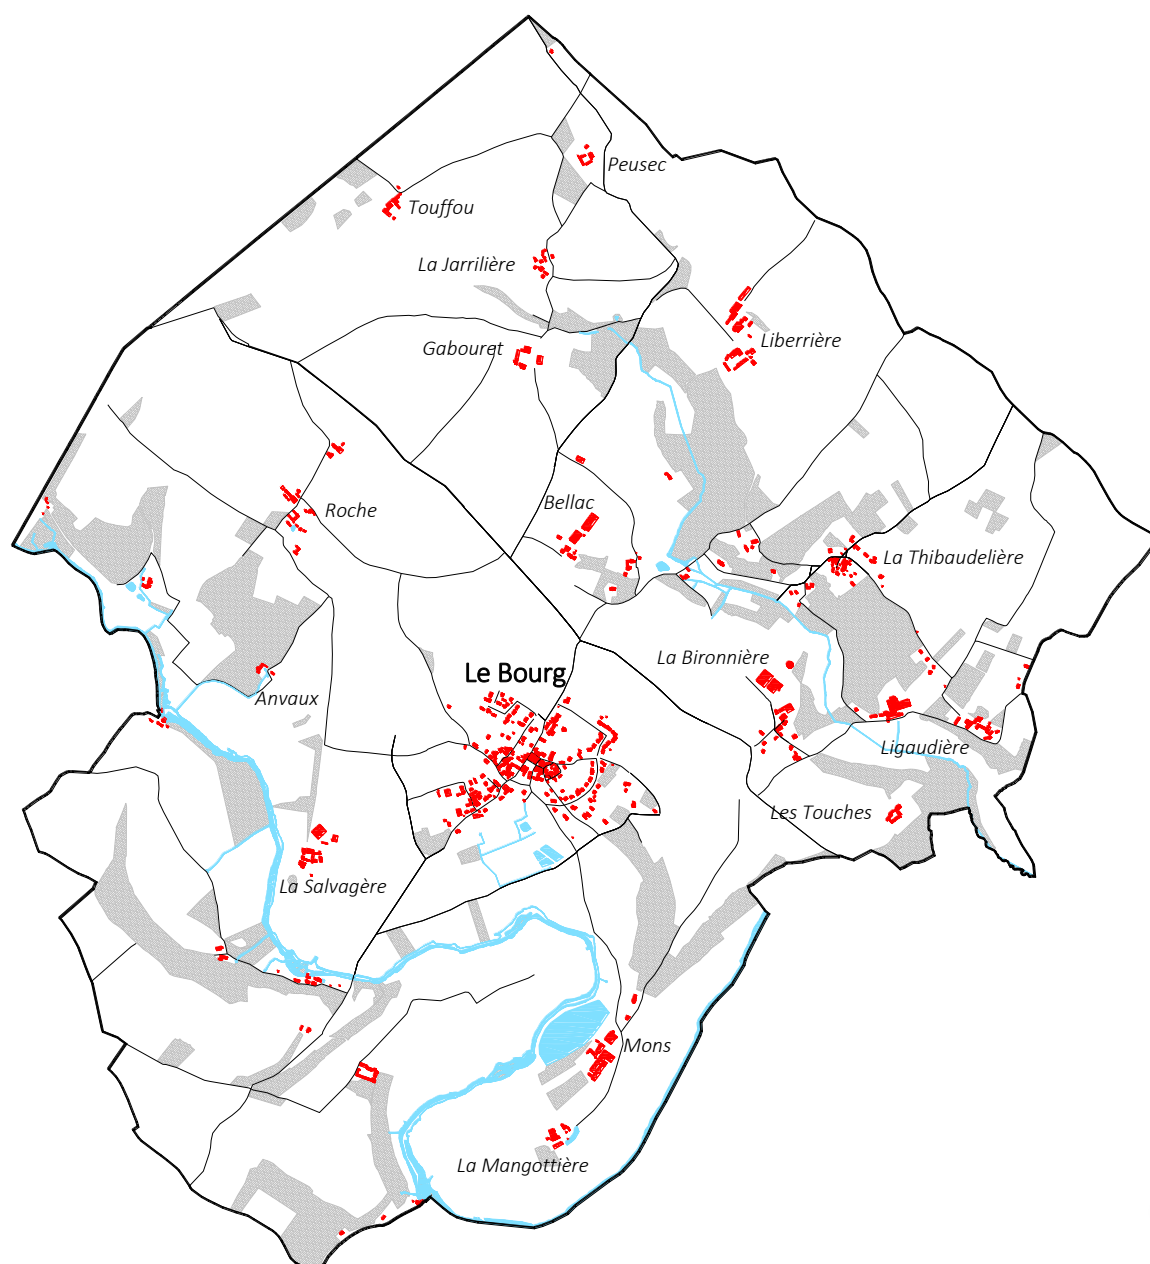 Peusec
Touffou
La Jarrilière
Liberrière
Gabouret
Bellac
Roche
La Thibaudelière
La Bironnière
Le Bourg
Anvaux
Ligaudière
Les Touches
La Salvagère
Mons
La Mangottière